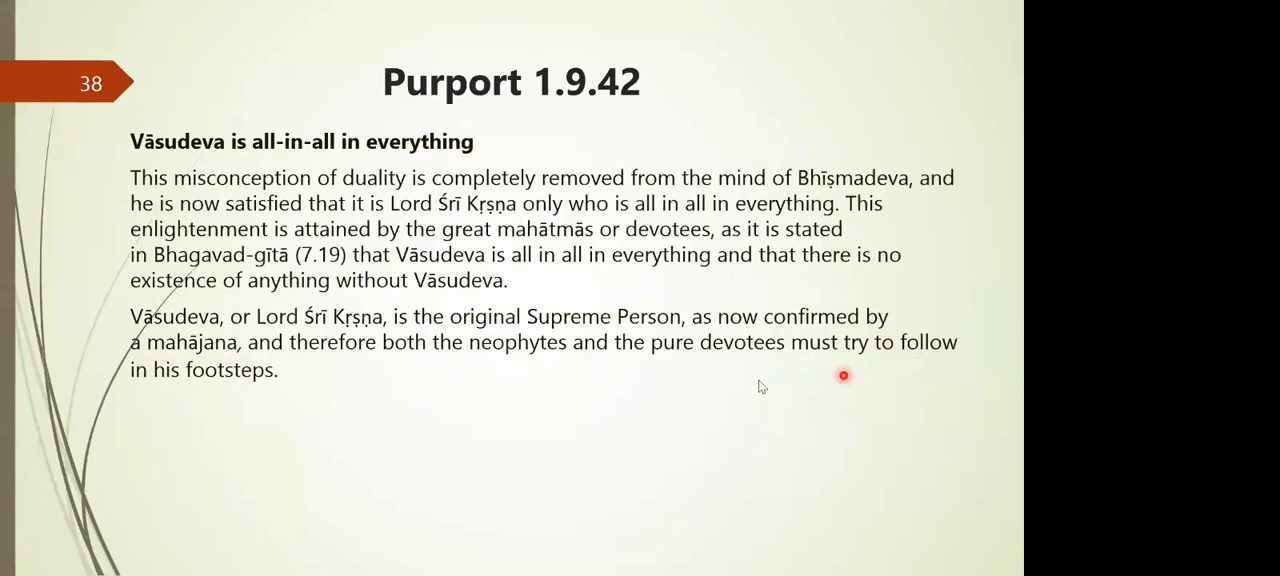 38
Purport 1.9.42
Vāsudeva is all-in-all in everything
This misconception of duality is completely removed from the mind of Bhīṣmadeva, and
he is now satisfied that it is Lord Śrī Kṛṣṇa only who is all in all in everything. This
enlightenment is attained by the great mahātmās or devotees, as it is stated
in Bhagavad-gītā (7.19) that Vāsudeva is all in all in everything and that there is no
existence of anything without Vāsudeva.
Vāsudeva, or Lord Śrī Kṛṣṇa, is the original Supreme Person, as now confirmed by
a mahājana, and therefore both the neophytes and the pure devotees must try to follow
in his footsteps.